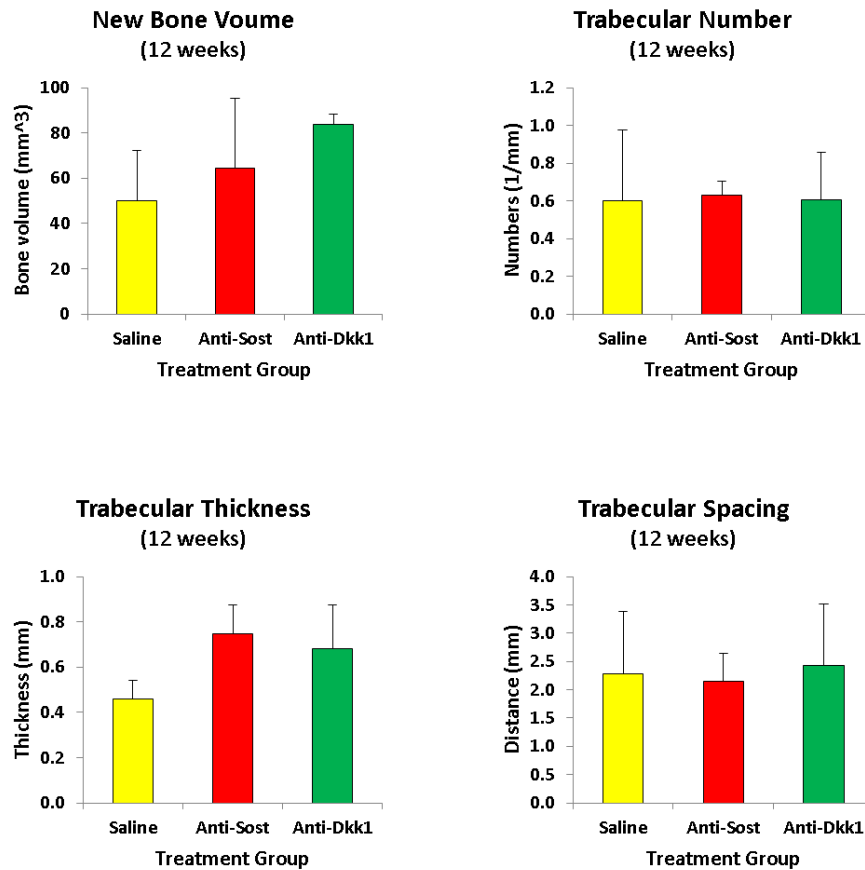 New Bone Voume
(12 weeks)
Bone volume (mm^3)
100
80
60
40
20
0
Saline Anti-Sost Anti-Dkk1
Treatment Group
Trabecular Number
(12 weeks)
Numbers (1/mm)
1.2
1.0
0.8
0.6
0.4
0.2
0.0
Saline Anti-Sost Anti-Dkk1
Treatment Group
Trabecular Thickness
(12 weeks)
Thickness (mm)
1.0
0.8
0.6
0.4
0.2
0.0
Saline Anti-Sost Anti-Dkk1
Treatment Group
Trabecular Spacing
(12 weeks)
Distance (mm)
4.0
3.5
3.0
2.5
2.0
1.5
1.0
0.5
0.0
Saline Anti-Sost Anti-Dkk1
Treatment Group